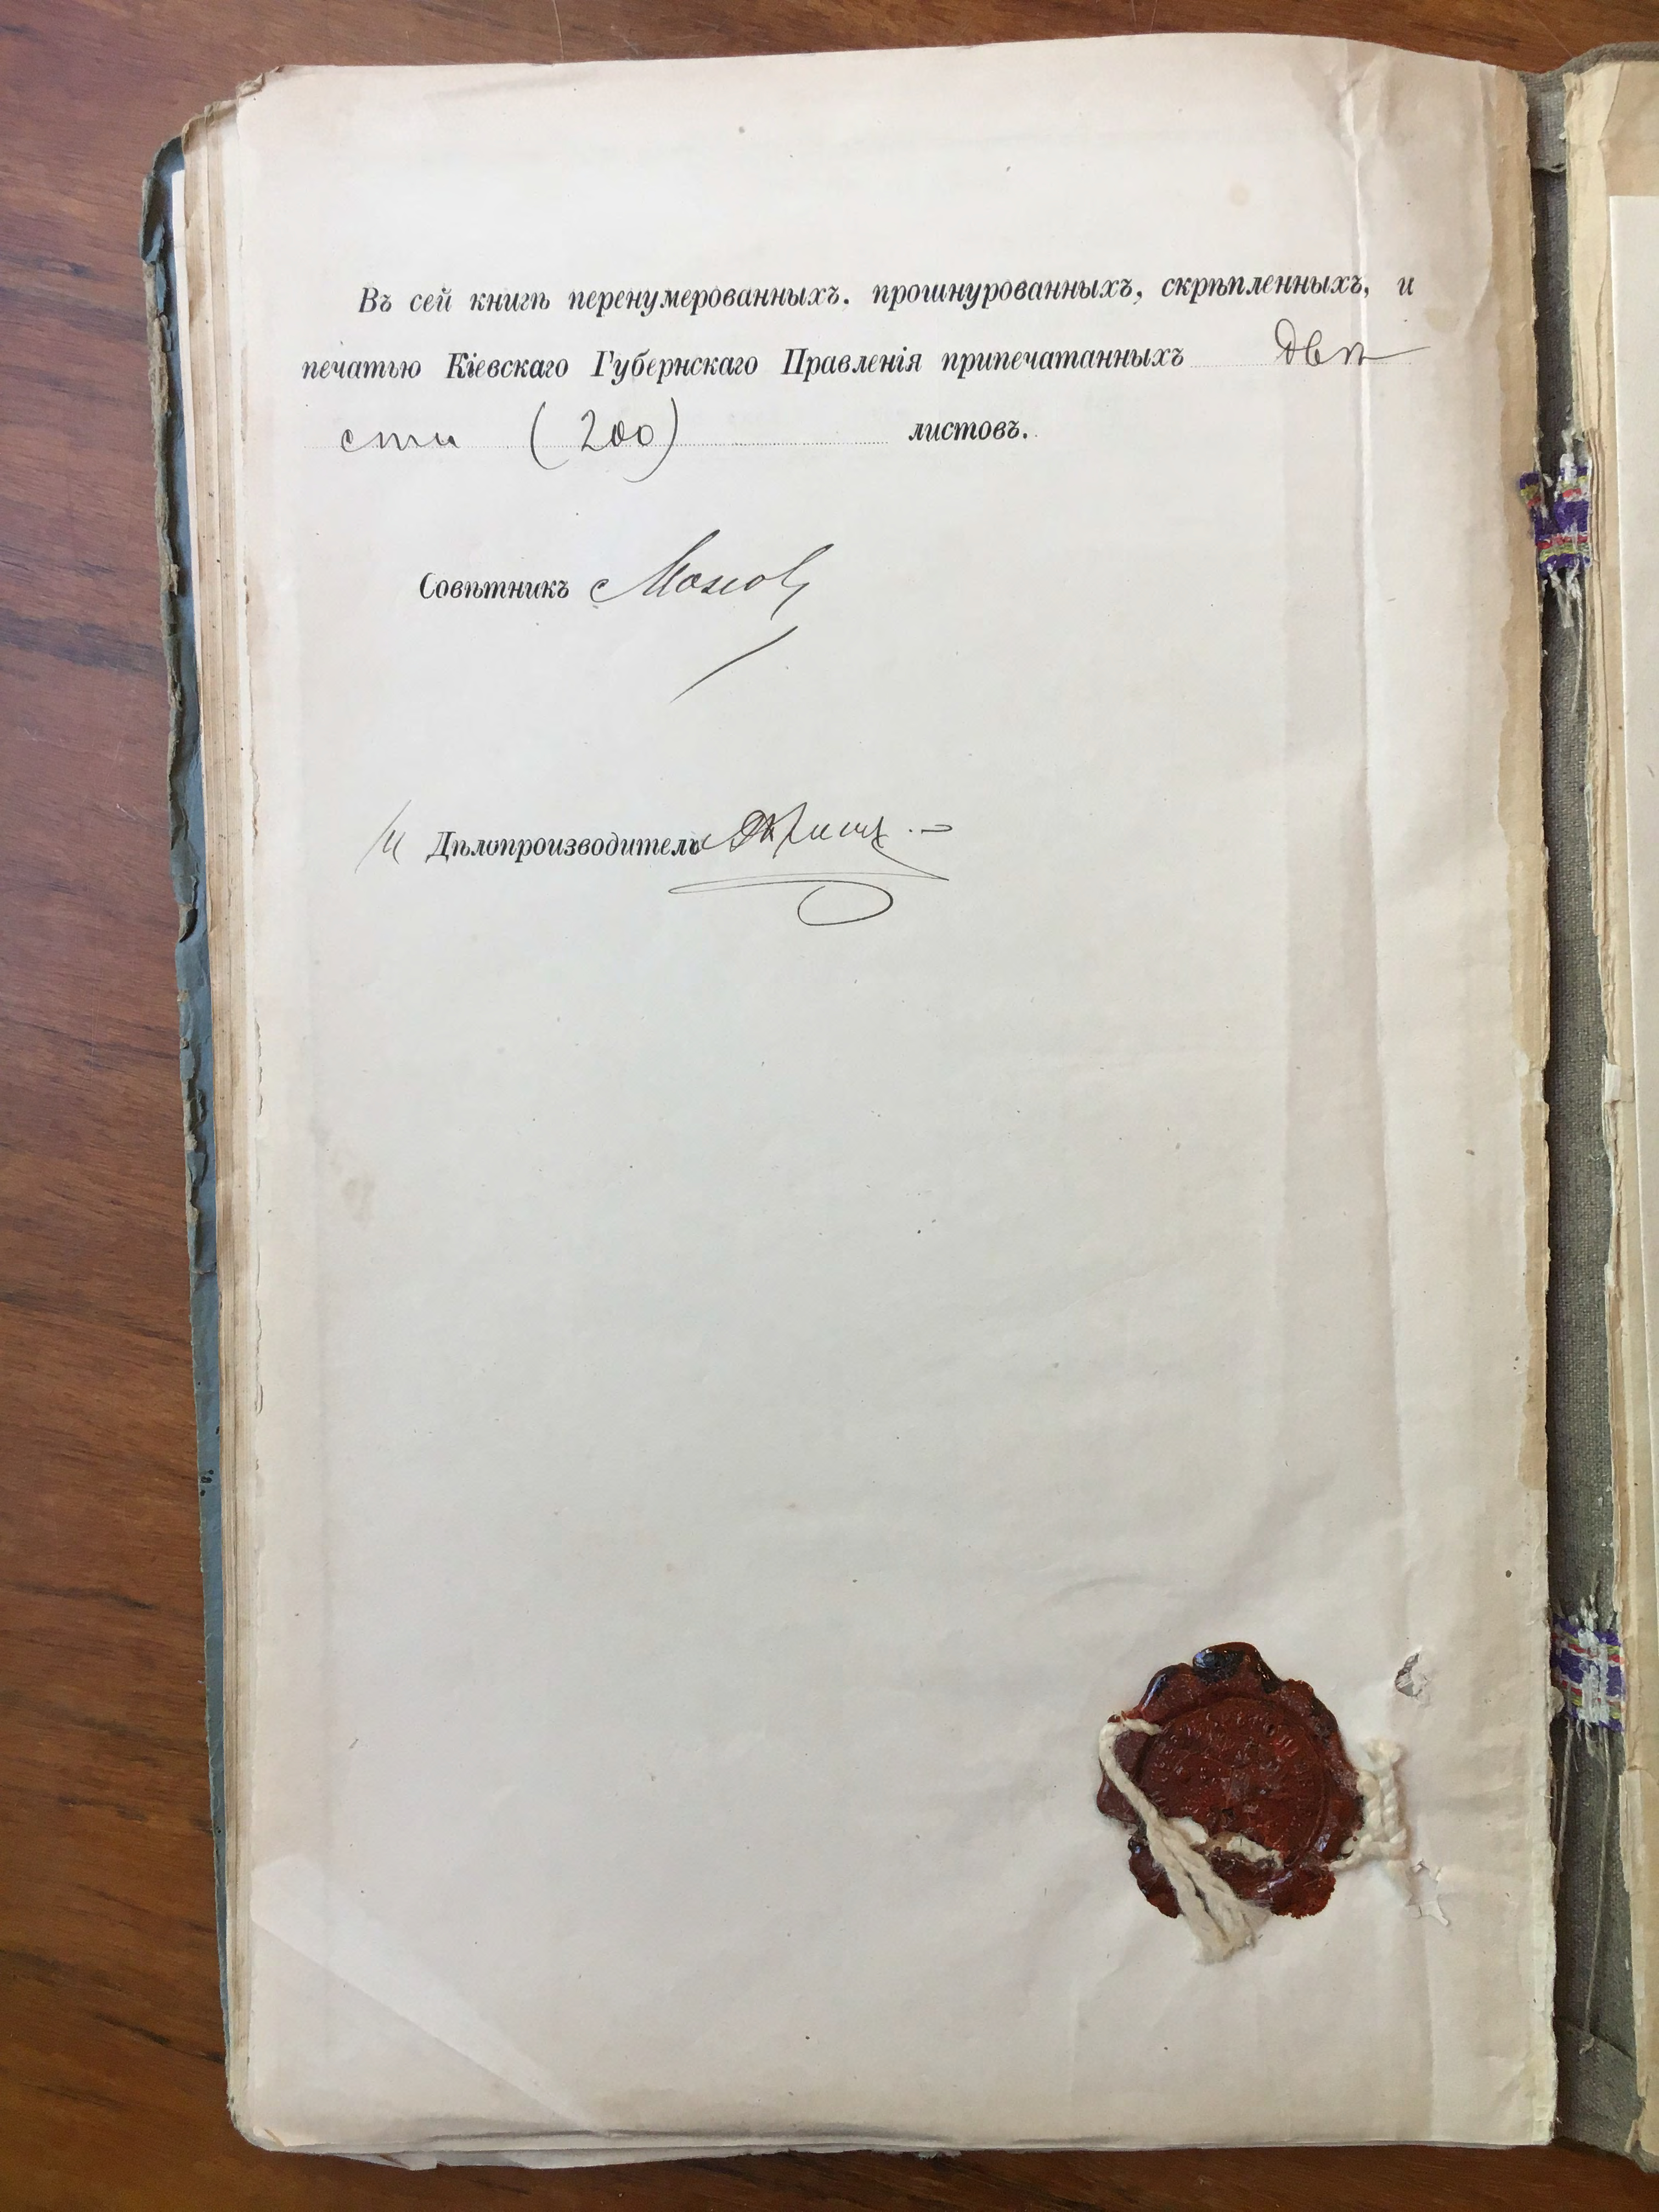 Въ сей книгѣ перенумерованныхъ. прошнурованныхъ, скрѣпленныхъ, и
печатью Кіевскаго Губернскаго Правленія припечатанныхъ двѣ
сти (200) листовъ.
Совѣтникъ
Дѣлопроизводитель